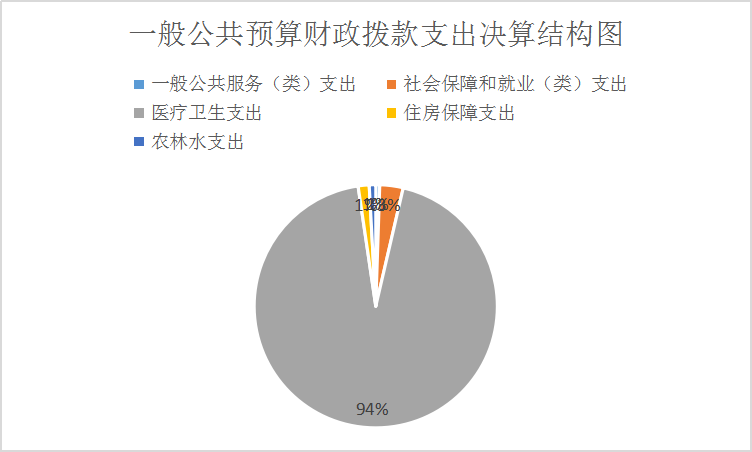 一般公共预算财政拨款支出决算结构图
一般公共服务（类）支出 社会保障和就业（类）支出
医疗卫生支出 住房保障支出
农林水支出
94%